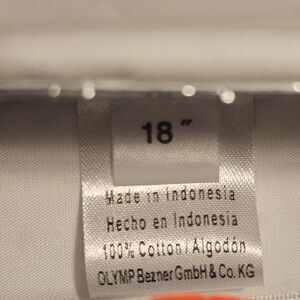 18"
Made in Indonesia
Hecho en Indonesia
100% Cotton/Algodón
OLYMP Bezner GmbH & Co. KG